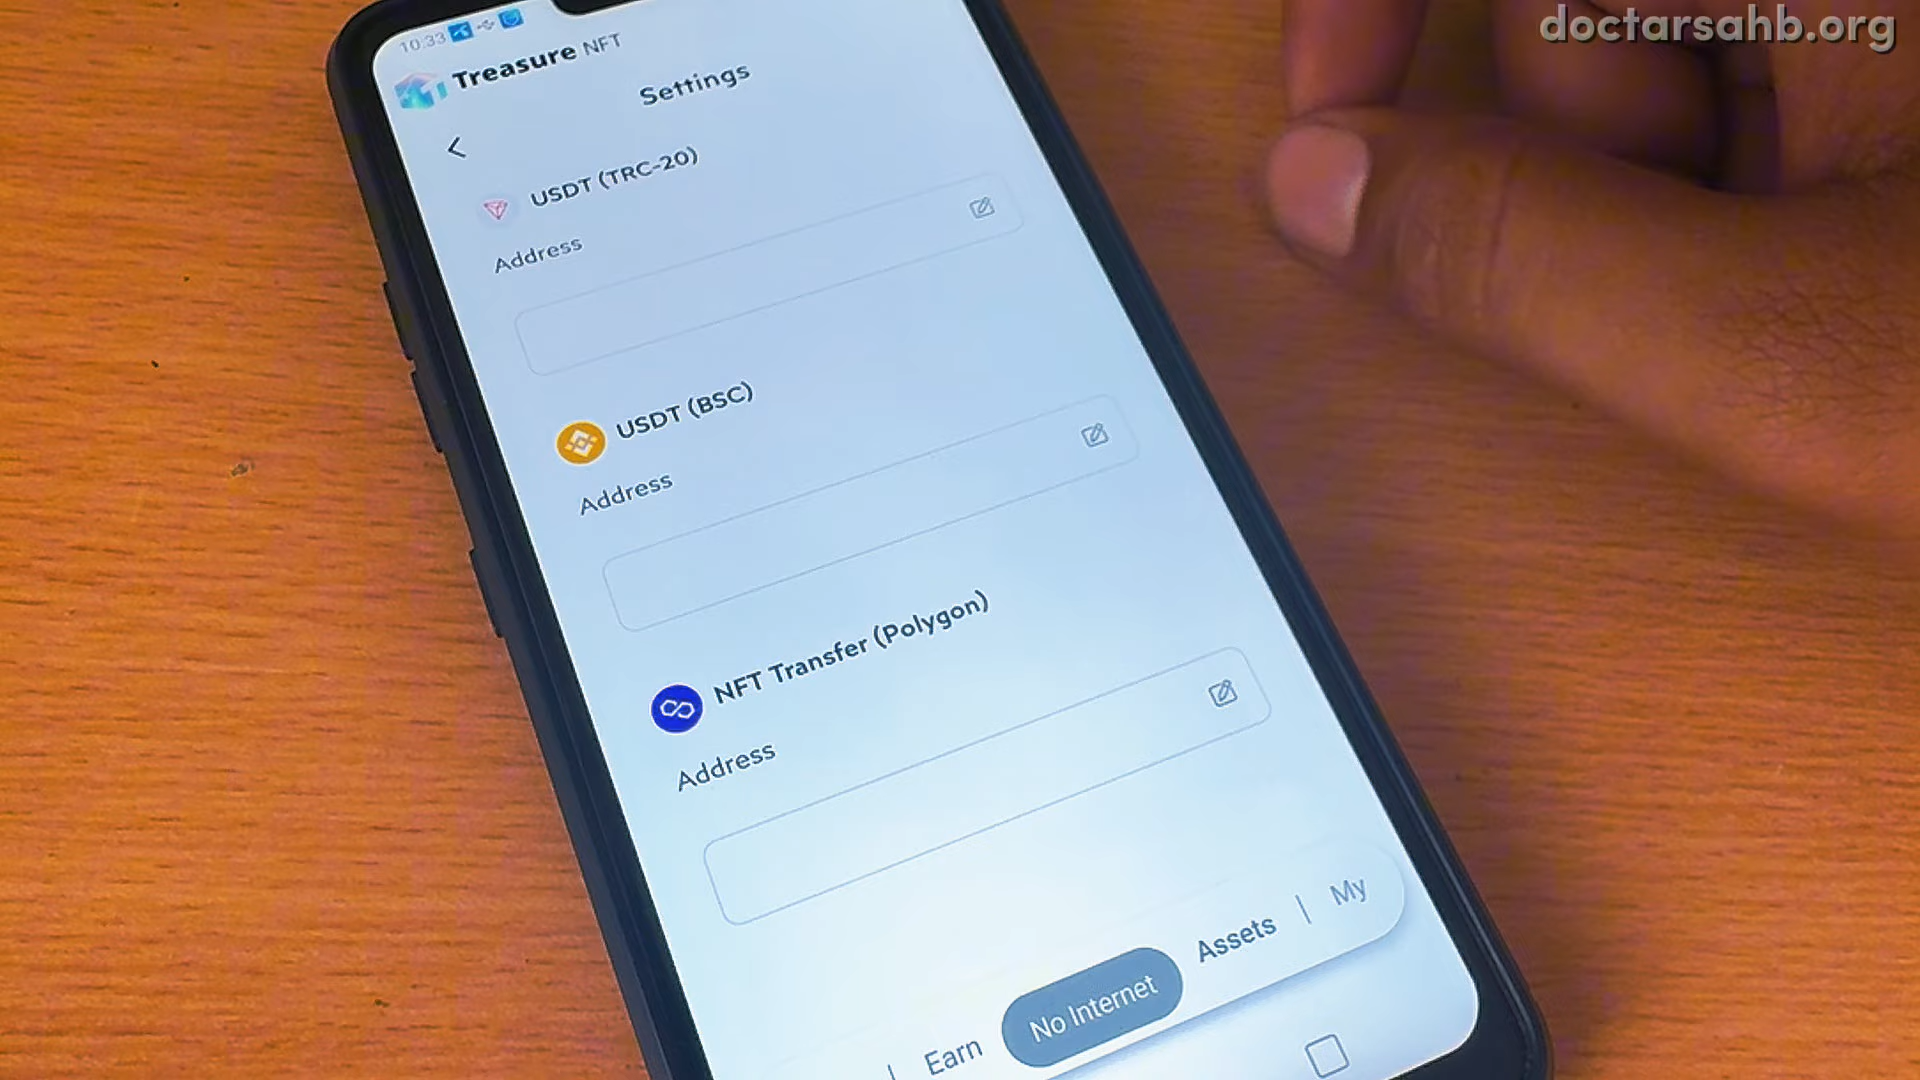 doctarsahb.org
10:33
Treasure NFT
Settings
USDT (TRC-20)
Address
USDT (BSC)
Address
NFT Transfer (Polygon)
Address
Earn
No Internet
Assets
My